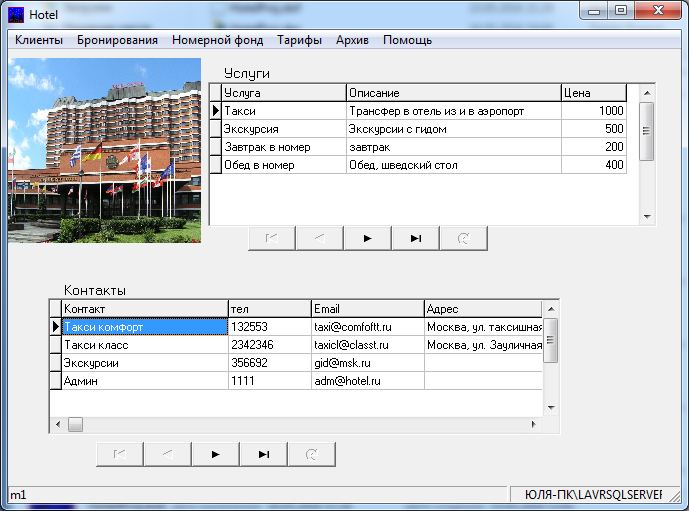 Hotel
Клиенты Бронирования Номерной фонд Тарифы Архив Помощь
Услуги
Услуга Описание Цена
Такси Трансфер в отель из и в аэропорт 1000
Экскурсия Экскурсии с гидом 500
Завтрак в номер завтрак 200
Обед в номер Обед, шведский стол 400
Контакты
Контакт тел Email Адрес
Такси комфорт 132553 taxi@comfoftt.ru Москва, ул. таксишная
Такси класс 2342346 taxicl@classt.ru Москва, ул. Зауличная
Экскурсии 356692 gid@msk.ru
Админ 1111 adm@hotel.ru
m1 ЮЛЯ-ПК\LAVRSQLSERVER